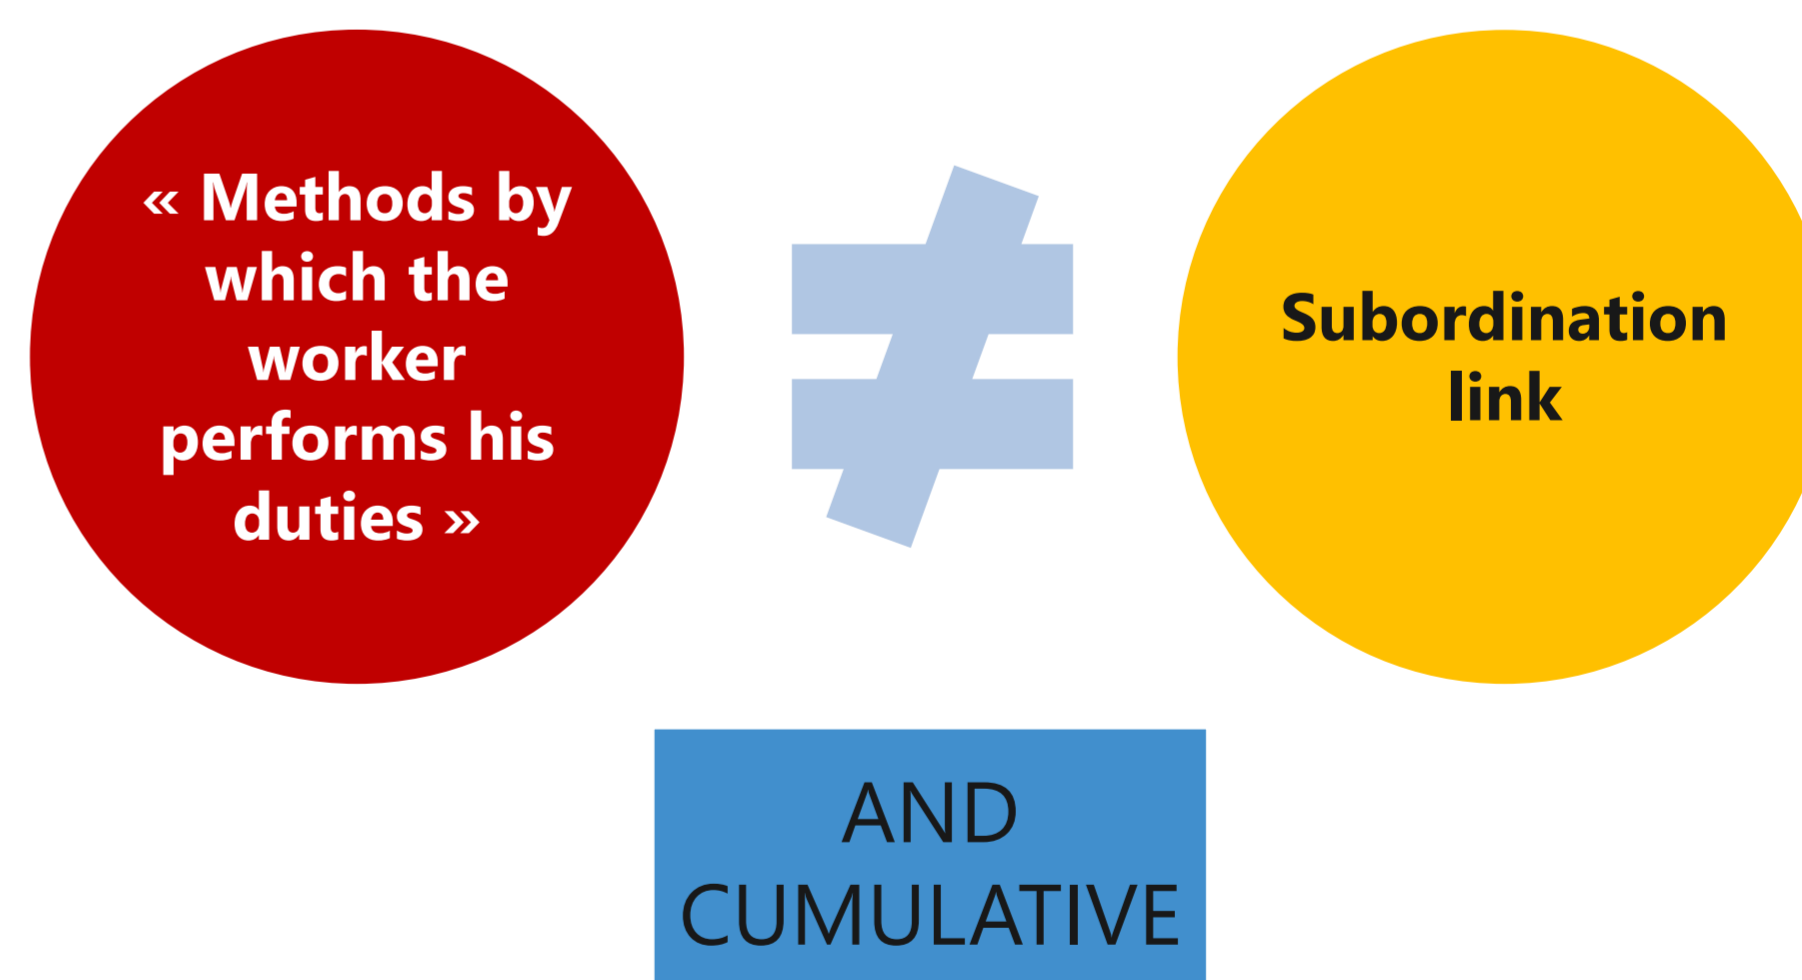 « Methods by
which the
worker
performs his
duties »
≠
Subordination
link
AND
CUMULATIVE